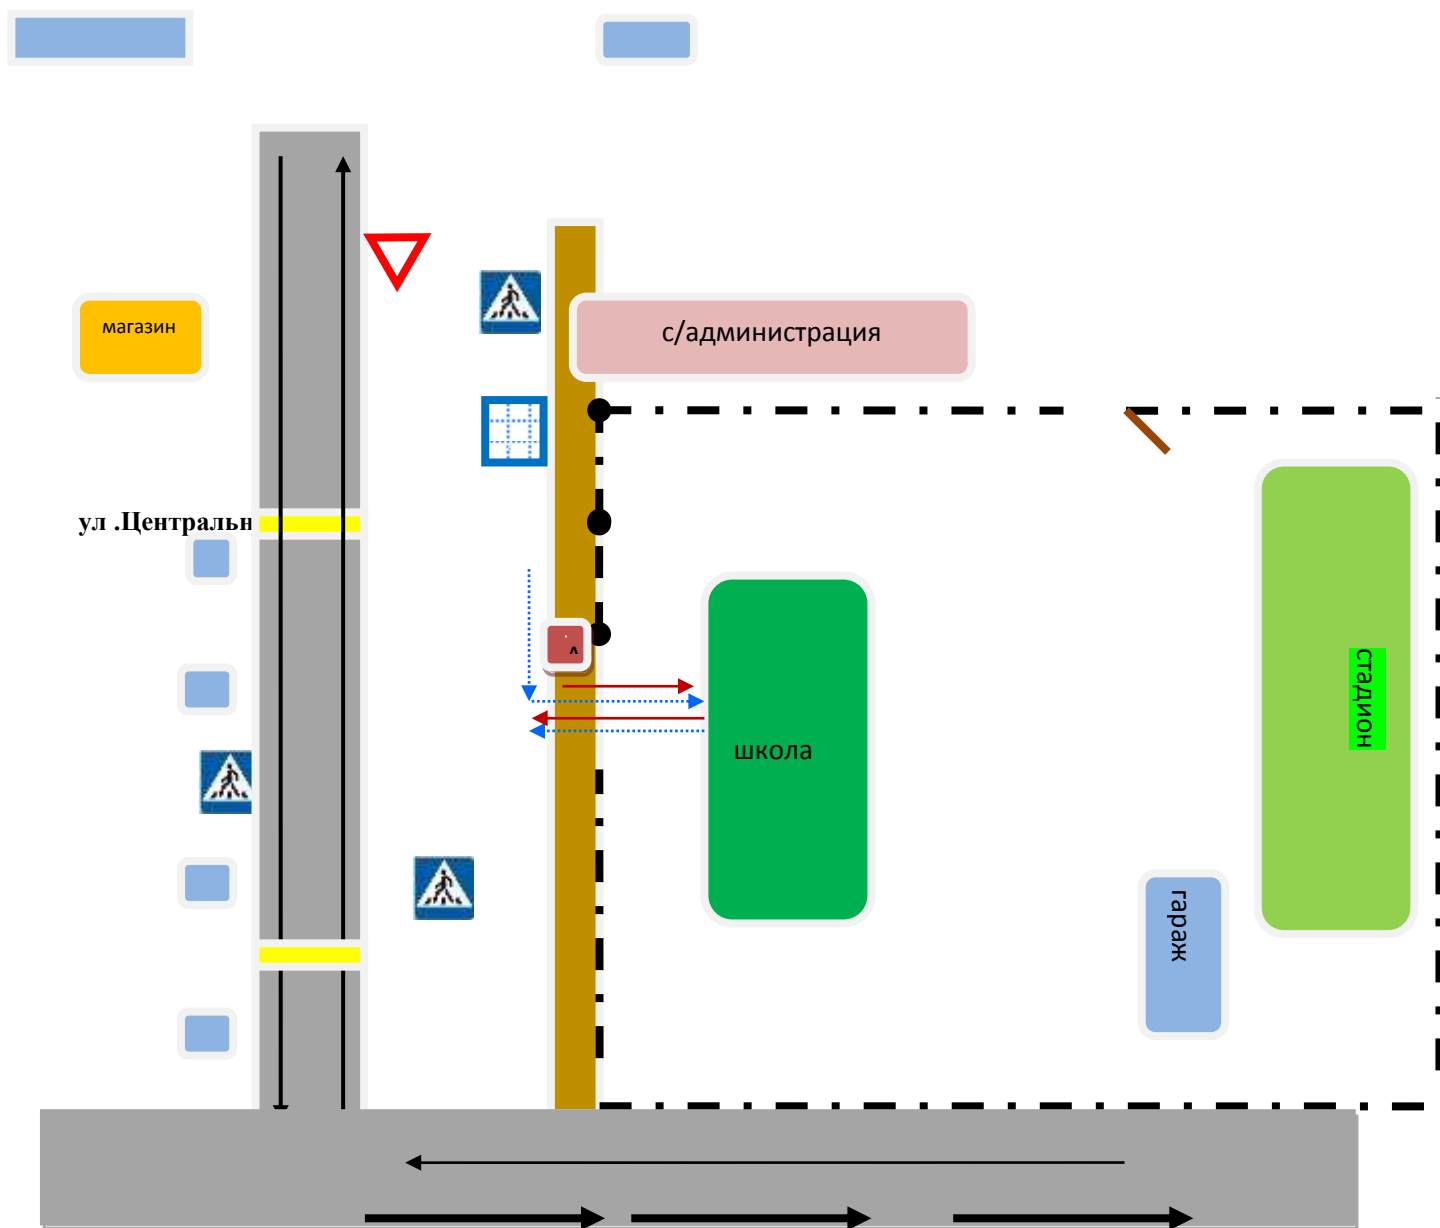 магазин
с/администрация
ул .Центральн
школа
стадион
гараж